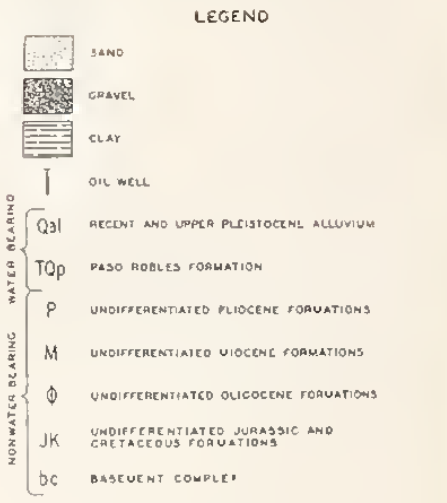 LEGEND
SAND
GRAVEL
CLAY
OIL WELL
WATER BEARING
Qal RECENT AND UPPER PLEISTOCENE ALLUVIUM
TQp PASO ROBLES FORMATION
NONWATER BEARING
P UNDIFFERENTIATED PLIOCENE FORMATIONS
M UNDIFFERENTIATED MIOCENE FORMATIONS
Φ UNDIFFERENTIATED OLIGOCENE FORMATIONS
JK UNDIFFERENTIATED JURASSIC AND
CRETACEOUS FORMATIONS
bc BASEMENT COMPLEX